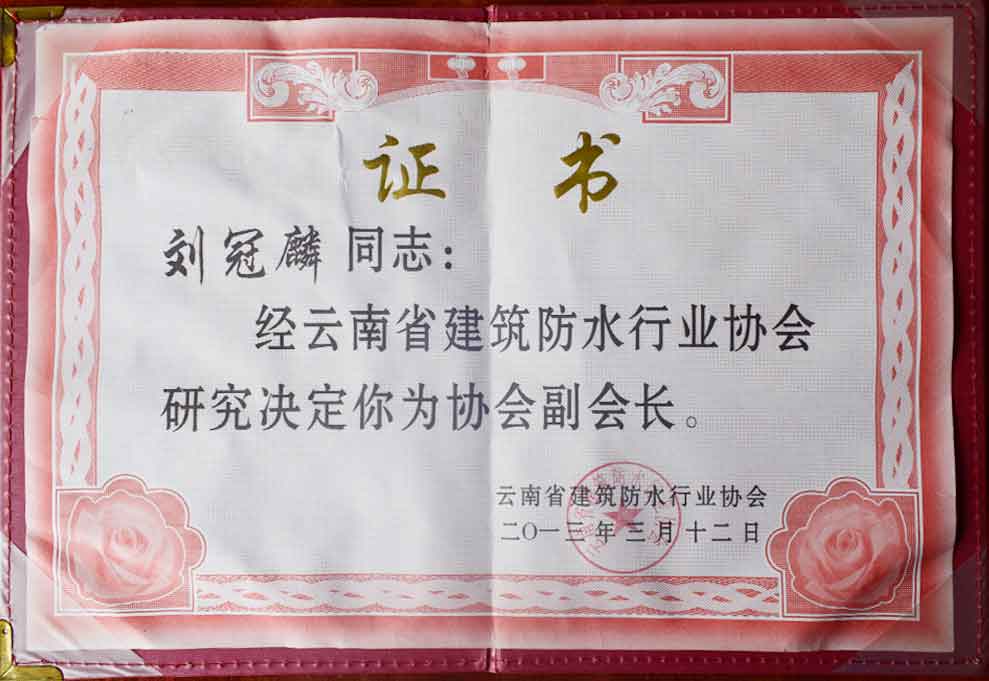 证 书
刘冠麟 同志：
经云南省建筑防水行业协会
研究决定你为协会副会长。
云南省建筑防水行业协会
二〇一三年三月十二日